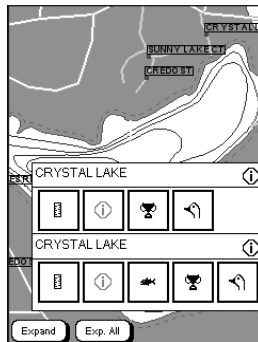 CRYSTAL L
SUNNY LAKE CT
CREDO ST
CRYSTAL LAKE
CRYSTAL LAKE
Expand
Exp. All